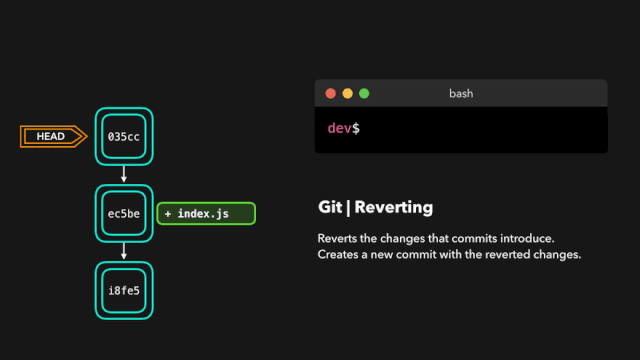 bash
HEAD
035cc
dev$
ec5be
+ index.js
Git | Reverting
Reverts the changes that commits introduce.
Creates a new commit with the reverted changes.
i8fe5